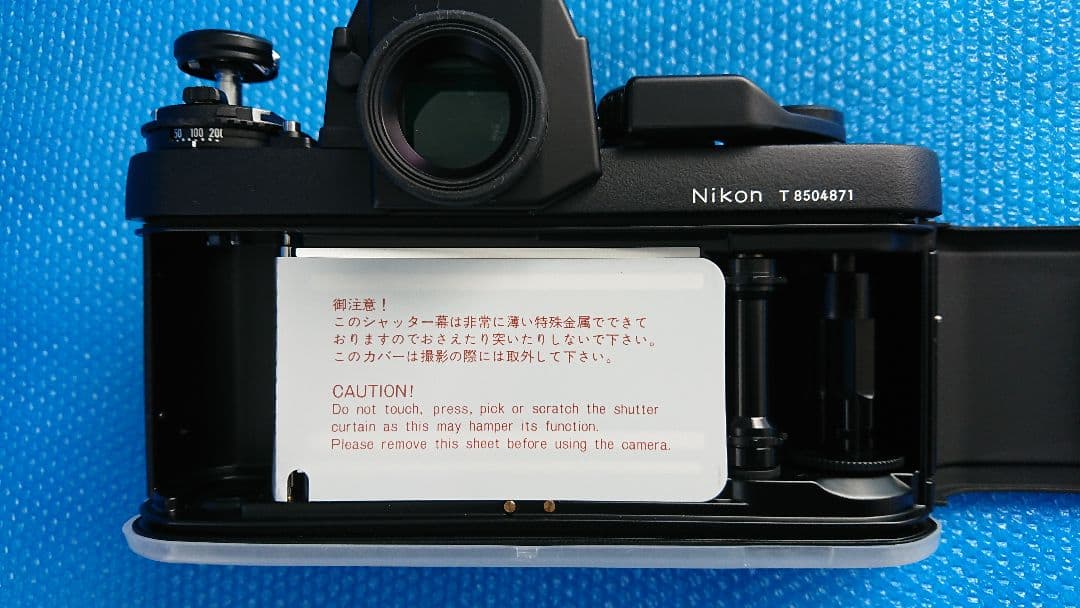 50 100 200
Nikon T 8504871
御注意！
このシャッター幕は非常に薄い特殊金属でできて
おりますのでおさえたり突いたりしないで下さい。
このカバーは撮影の際には取外して下さい。
CAUTION!
Do not touch, press, pick or scratch the shutter
curtain as this may hamper its function.
Please remove this sheet before using the camera.